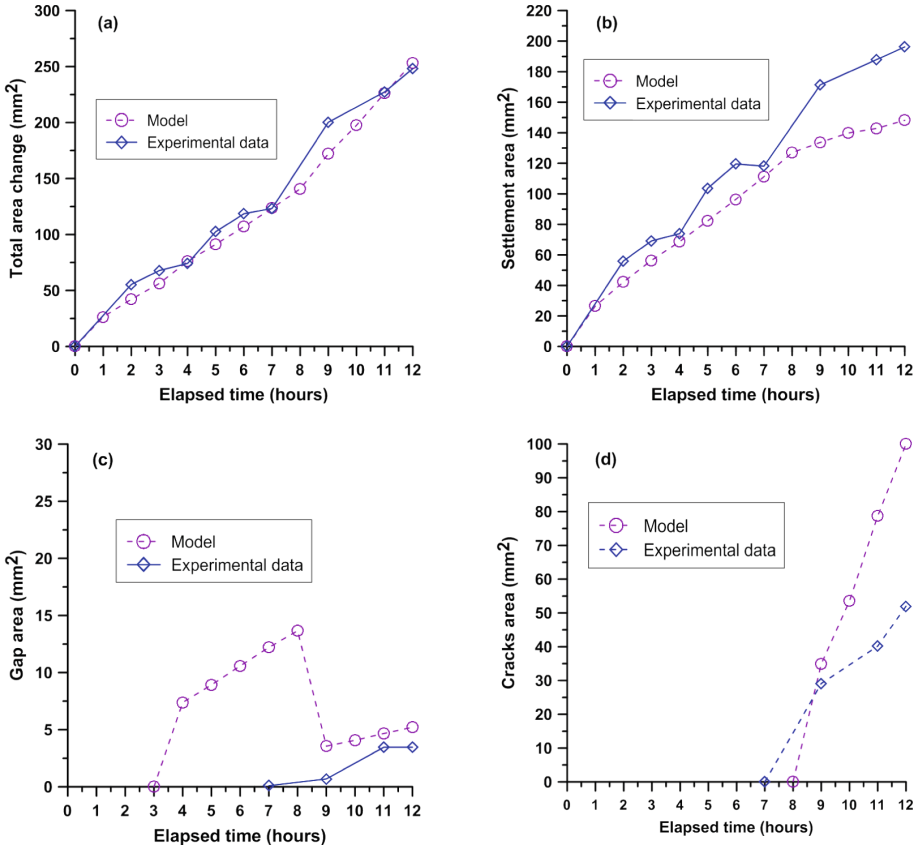 (a)
Total area change (mm2)
300
250
200
150
100
50
0
Model
Experimental data
0 1 2 3 4 5 6 7 8 9 10 11 12
Elapsed time (hours)
(b)
Settlement area (mm2)
220
200
180
160
140
120
100
80
60
40
20
0
Model
Experimental data
0 1 2 3 4 5 6 7 8 9 10 11 12
Elapsed time (hours)
(c)
Gap area (mm2)
30
25
20
15
10
5
0
Model
Experimental data
0 1 2 3 4 5 6 7 8 9 10 11 12
Elapsed time (hours)
(d)
Cracks area (mm2)
100
90
80
70
60
50
40
30
20
10
0
Model
Experimental data
0 1 2 3 4 5 6 7 8 9 10 11 12
Elapsed time (hours)